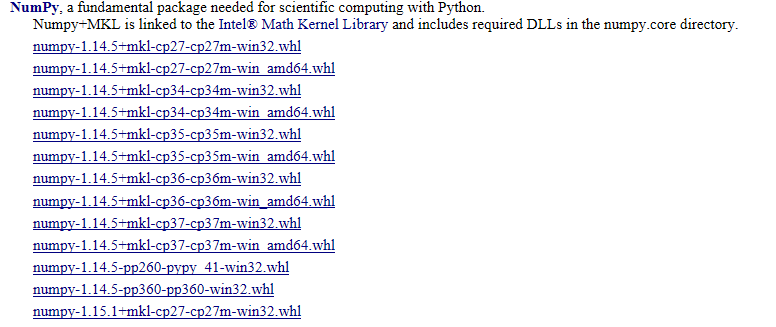 NumPy, a fundamental package needed for scientific computing with Python.
Numpy+MKL is linked to the Intel® Math Kernel Library and includes required DLLs in the numpy.core directory.
numpy-1.14.5+mkl-cp27-cp27m-win32.whl
numpy-1.14.5+mkl-cp27-cp27m-win_amd64.whl
numpy-1.14.5+mkl-cp34-cp34m-win32.whl
numpy-1.14.5+mkl-cp34-cp34m-win_amd64.whl
numpy-1.14.5+mkl-cp35-cp35m-win32.whl
numpy-1.14.5+mkl-cp35-cp35m-win_amd64.whl
numpy-1.14.5+mkl-cp36-cp36m-win32.whl
numpy-1.14.5+mkl-cp36-cp36m-win_amd64.whl
numpy-1.14.5+mkl-cp37-cp37m-win32.whl
numpy-1.14.5+mkl-cp37-cp37m-win_amd64.whl
numpy-1.14.5-pp260-pypy_41-win32.whl
numpy-1.14.5-pp360-pp360-win32.whl
numpy-1.15.1+mkl-cp27-cp27m-win32.whl